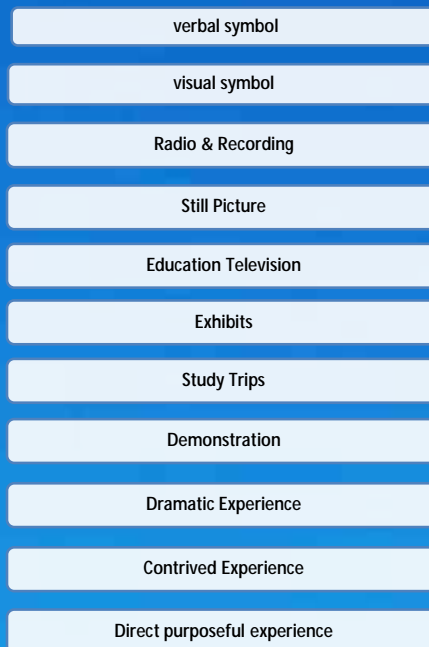 verbal symbol
visual symbol
Radio & Recording
Still Picture
Education Television
Exhibits
Study Trips
Demonstration
Dramatic Experience
Contrived Experience
Direct purposeful experience